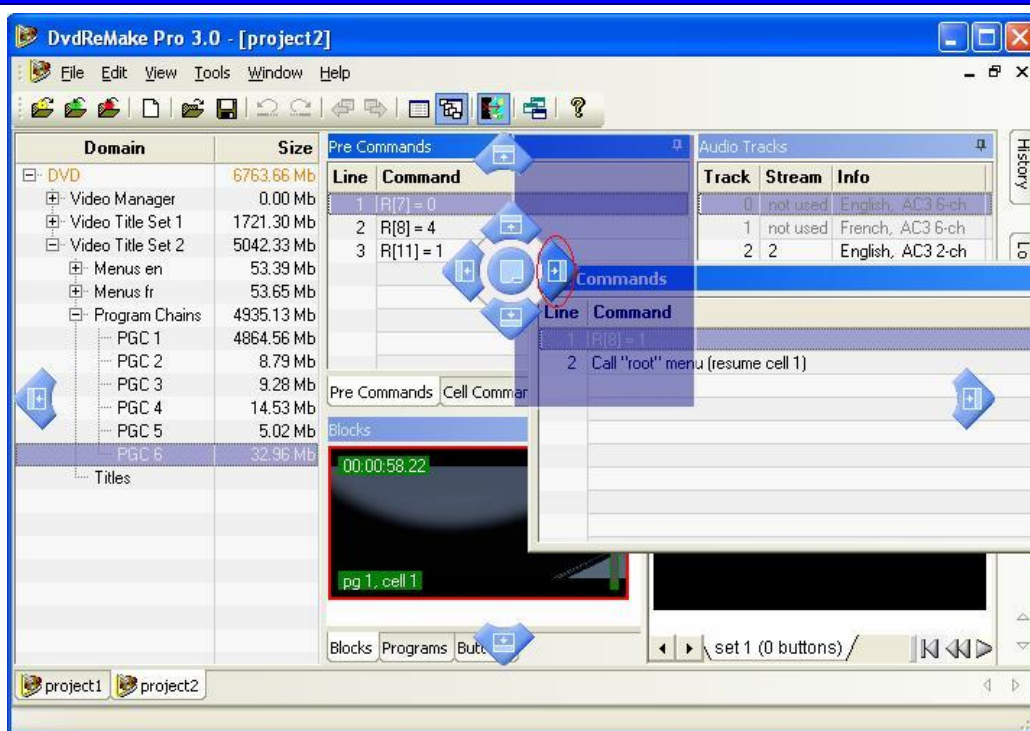 DvdReMake Pro 3.0 - [project2]
File Edit View Tools Window Help
Domain Size
DVD 6763.66 Mb
Video Manager 0.00 Mb
Video Title Set 1 1721.30 Mb
Video Title Set 2 5042.33 Mb
Menus en 53.39 Mb
Menus fr 53.65 Mb
Program Chains 4935.13 Mb
PGC 1 4864.56 Mb
PGC 2 8.79 Mb
PGC 3 9.28 Mb
PGC 4 14.53 Mb
PGC 5 5.02 Mb
PGC 6 32.96 Mb
Titles
Pre Commands
Line Command
1 R[7] = 0
2 R[8] = 4
3 R[11] = 1
Pre Commands Cell Comman
Audio Tracks
Track Stream Info
0 not used English, AC3 6-ch
1 not used French, AC3 6-ch
2 2 English, AC3 2-ch
History
Lo
Commands
Line Command
1 R[8] = 1
2 Call "root" menu (resume cell 1)
Blocks
00:00:58.22
pg 1, cell 1
Blocks Programs But
set 1 (0 buttons)
project1 project2